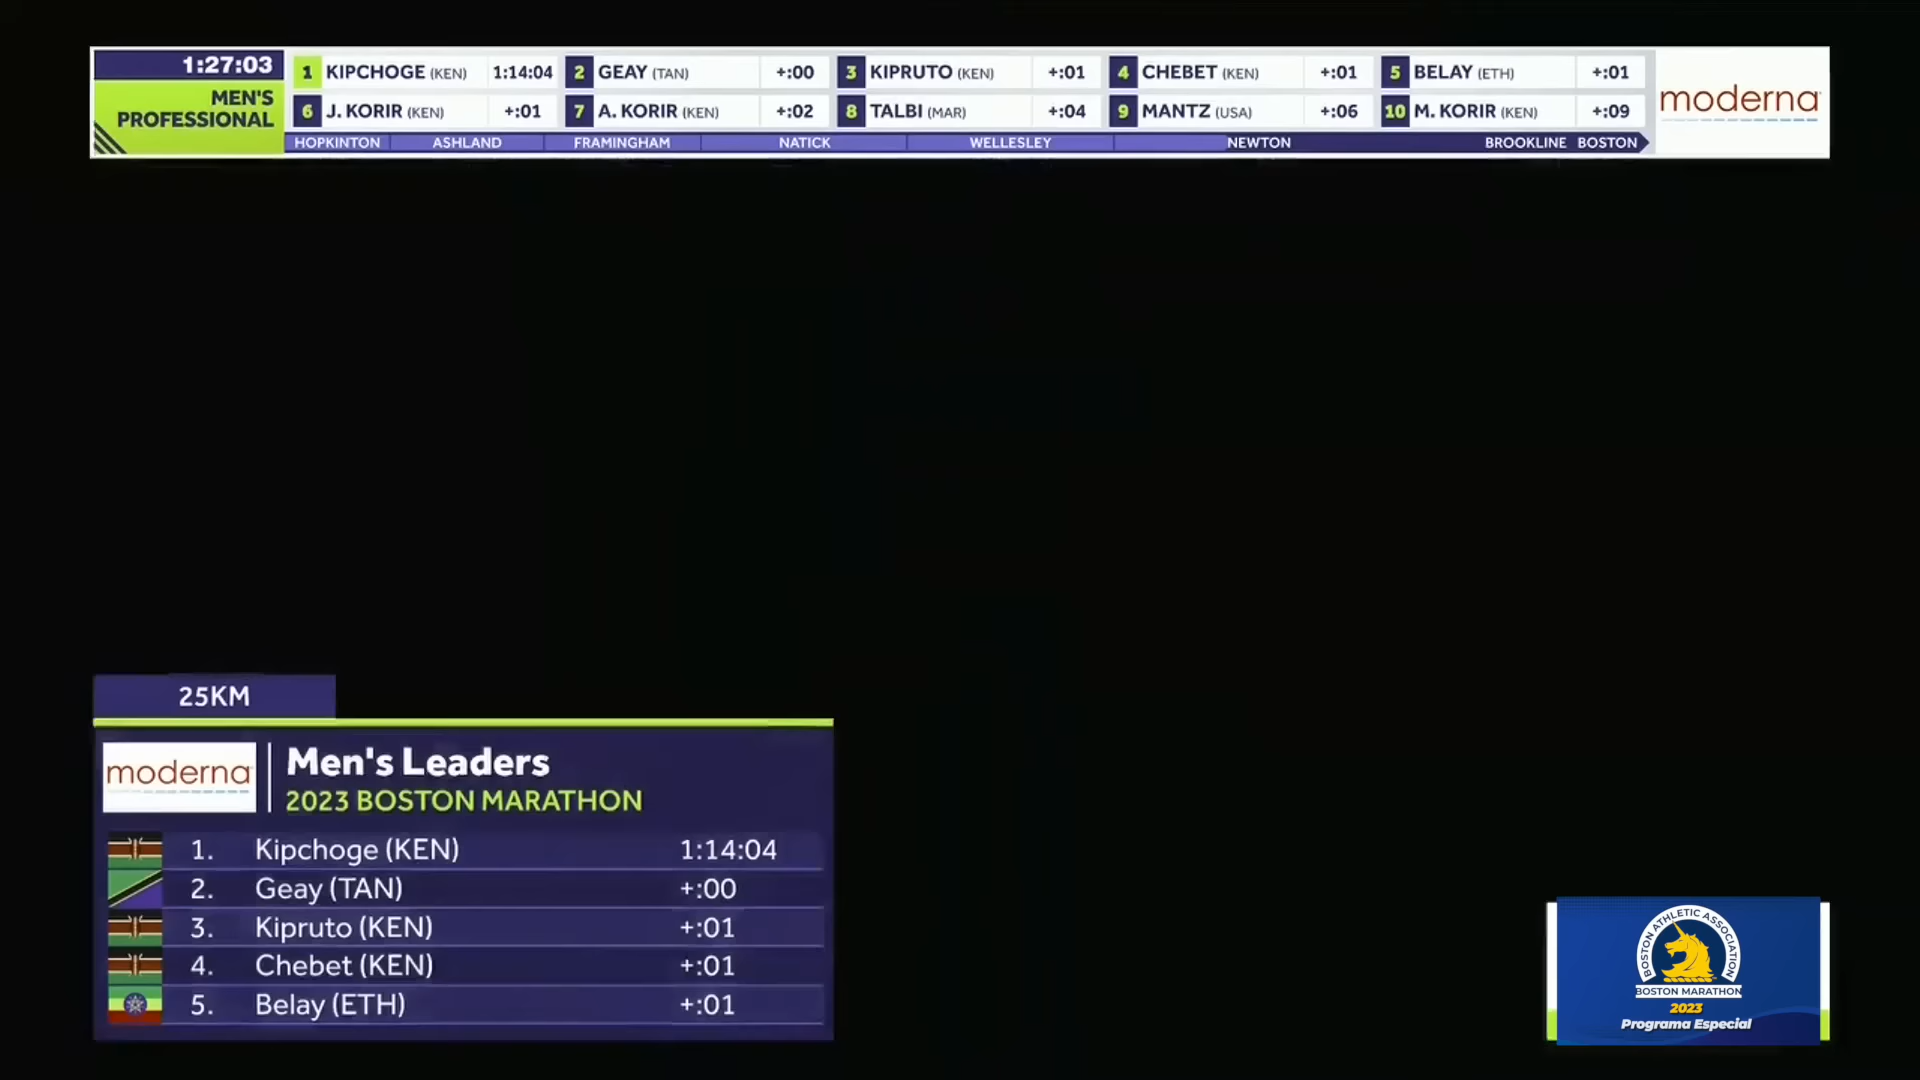 1:27:03
MEN'S
PROFESSIONAL
1 KIPCHOGE (KEN) 1:14:04 2 GEAY (TAN) +:00 3 KIPRUTO (KEN) +:01 4 CHEBET (KEN) +:01 5 BELAY (ETH) +:01
6 J. KORIR (KEN) +:01 7 A. KORIR (KEN) +:02 8 TALBI (MAR) +:04 9 MANTZ (USA) +:06 10 M. KORIR (KEN) +:09
HOPKINTON ASHLAND FRAMINGHAM NATICK WELLESLEY NEWTON BROOKLINE BOSTON
moderna
25KM
moderna
Men's Leaders
2023 BOSTON MARATHON
1. Kipchoge (KEN) 1:14:04
2. Geay (TAN) +:00
3. Kipruto (KEN) +:01
4. Chebet (KEN) +:01
5. Belay (ETH) +:01
BOSTON ATHLETIC ASSOCIATION
BOSTON MARATHON
2023
Programa Especial